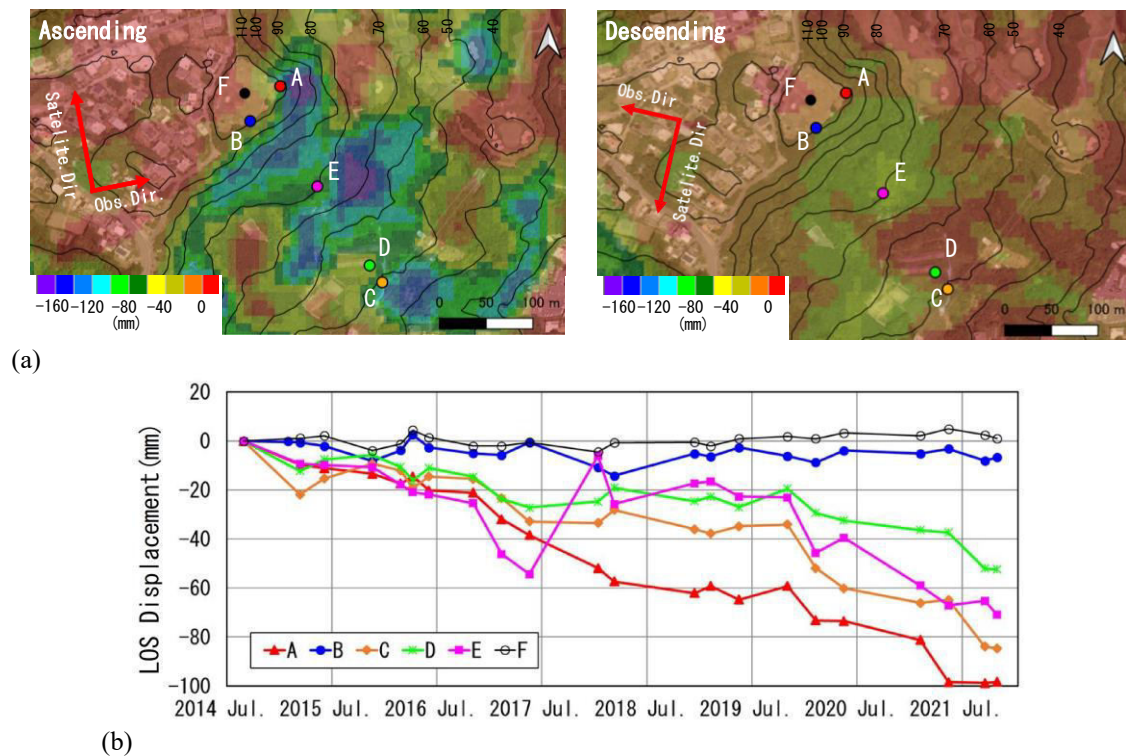 Ascending
110
100
90
80
70
50
40
F
A
B
E
D
C
Satelite.Dir
Obs.Dir.
-160 -120 -80 -40 0
(mm)
0 50 100 m
Descending
110
100
90
80
70
50
40
F
A
B
E
D
C
Obs.Dir
Satelite.Dir
-160 -120 -80 -40 0
(mm)
0 50 100 m
(a)
LOS Displacement(mm)
20
0
-20
-40
-60
-80
-100
A B C D E F
2014 Jul. 2015 Jul. 2016 Jul. 2017 Jul. 2018 Jul. 2019 Jul. 2020 Jul. 2021 Jul.
(b)